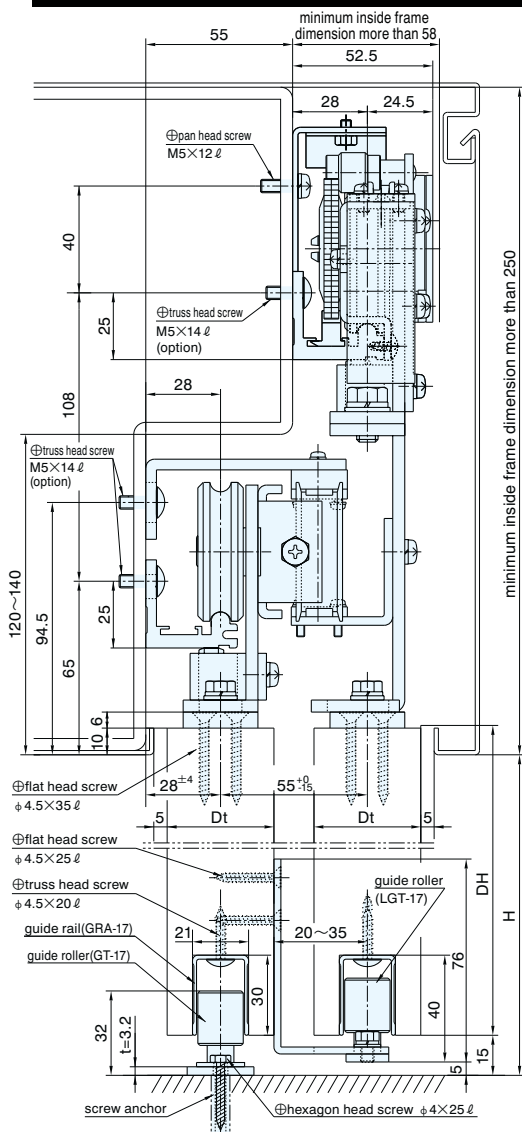 minimum inside frame
dimension more than 58
55
52.5
28
24.5
⊕pan head screw
M5×12ℓ
40
⊕truss head screw
M5×14ℓ
(option)
25
28
108
⊕truss head screw
M5×14ℓ
(option)
minimum inside frame dimension more than 250
120~140
94.5
65
25
6
10
⊕flat head screw
φ4.5×35ℓ
28±4
55+0 -15
5
Dt
Dt
5
⊕flat head screw
φ4.5×25ℓ
⊕truss head screw
φ4.5×20ℓ
guide roller
(LGT-17)
guide rail(GRA-17)
21
20~35
guide roller(GT-17)
30
40
76
DH
H
32
t=3.2
15
5
screw anchor
⊕hexagon head screw φ4×25ℓ